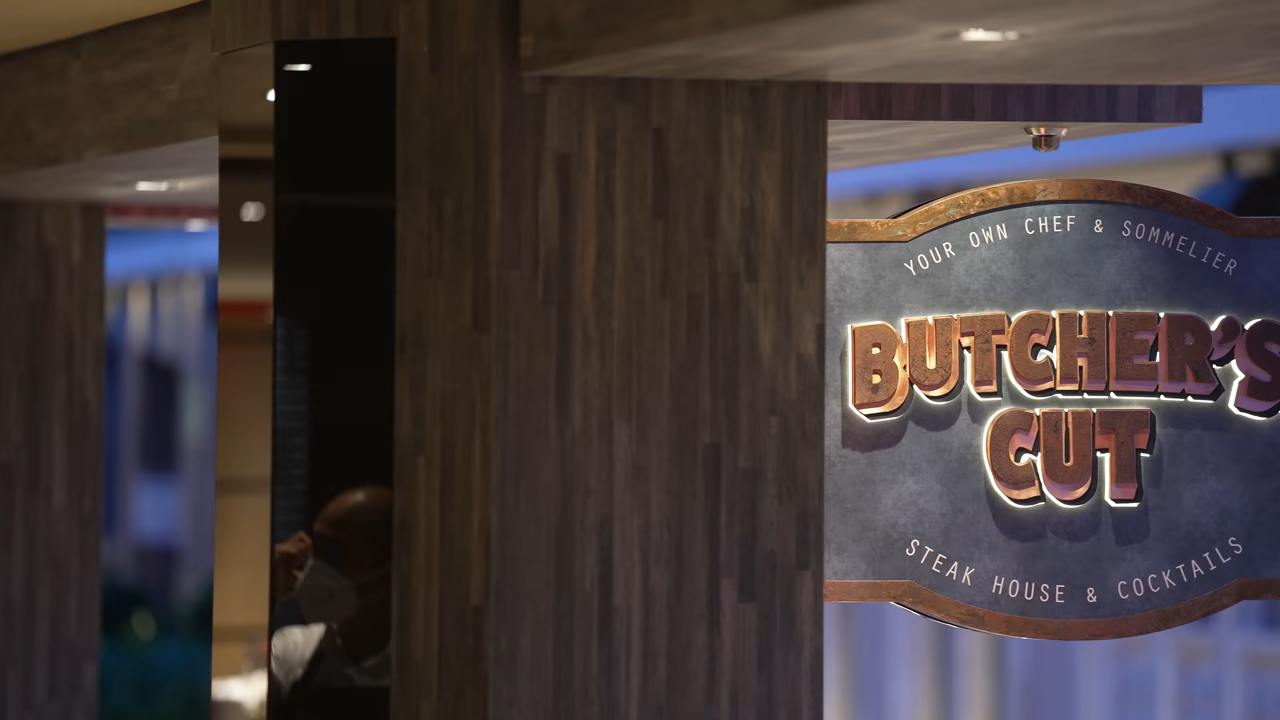 YOUR OWN CHEF & SOMMELIER
BUTCHER'S
CUT
STEAK HOUSE & COCKTAILS